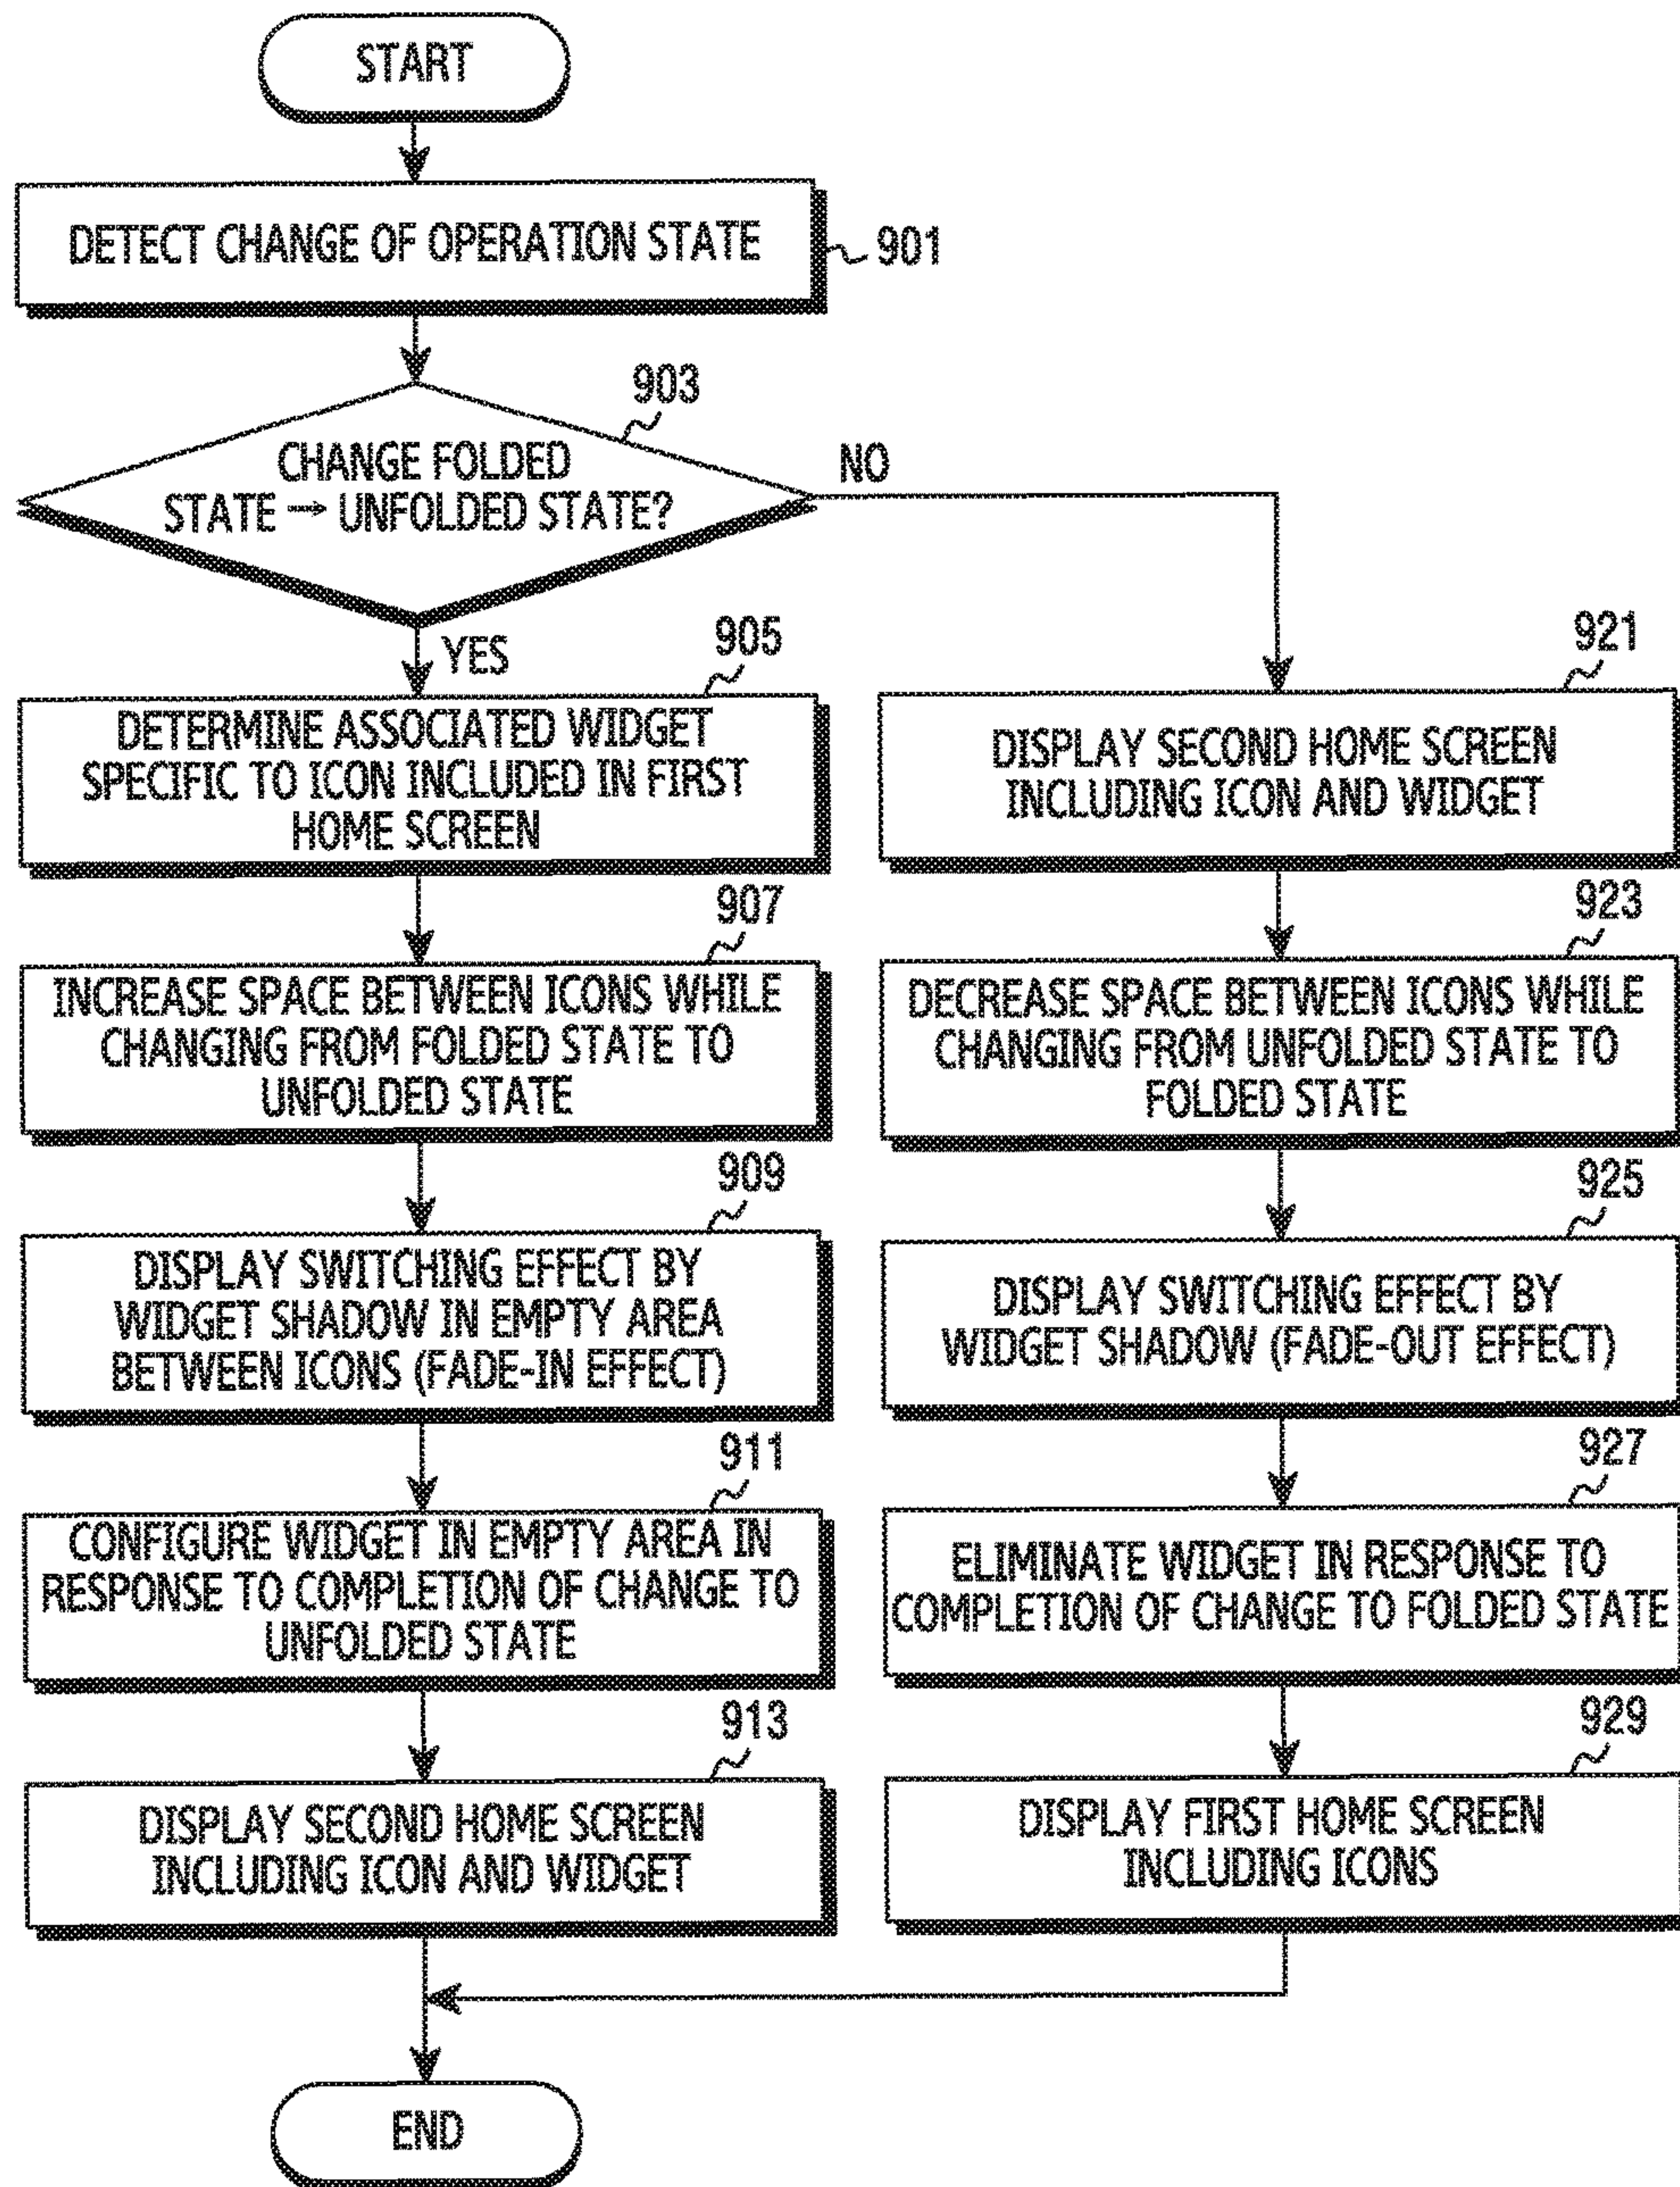 START
DETECT CHANGE OF OPERATION STATE
901
903
CHANGE FOLDED
STATE → UNFOLDED STATE?
NO
YES
905
DETERMINE ASSOCIATED WIDGET
SPECIFIC TO ICON INCLUDED IN FIRST
HOME SCREEN
907
INCREASE SPACE BETWEEN ICONS WHILE
CHANGING FROM FOLDED STATE TO
UNFOLDED STATE
909
DISPLAY SWITCHING EFFECT BY
WIDGET SHADOW IN EMPTY AREA
BETWEEN ICONS (FADE-IN EFFECT)
911
CONFIGURE WIDGET IN EMPTY AREA IN
RESPONSE TO COMPLETION OF CHANGE TO
UNFOLDED STATE
913
DISPLAY SECOND HOME SCREEN
INCLUDING ICON AND WIDGET
921
DISPLAY SECOND HOME SCREEN
INCLUDING ICON AND WIDGET
923
DECREASE SPACE BETWEEN ICONS WHILE
CHANGING FROM UNFOLDED STATE TO
FOLDED STATE
925
DISPLAY SWITCHING EFFECT BY
WIDGET SHADOW (FADE-OUT EFFECT)
927
ELIMINATE WIDGET IN RESPONSE TO
COMPLETION OF CHANGE TO FOLDED STATE
929
DISPLAY FIRST HOME SCREEN
INCLUDING ICONS
END